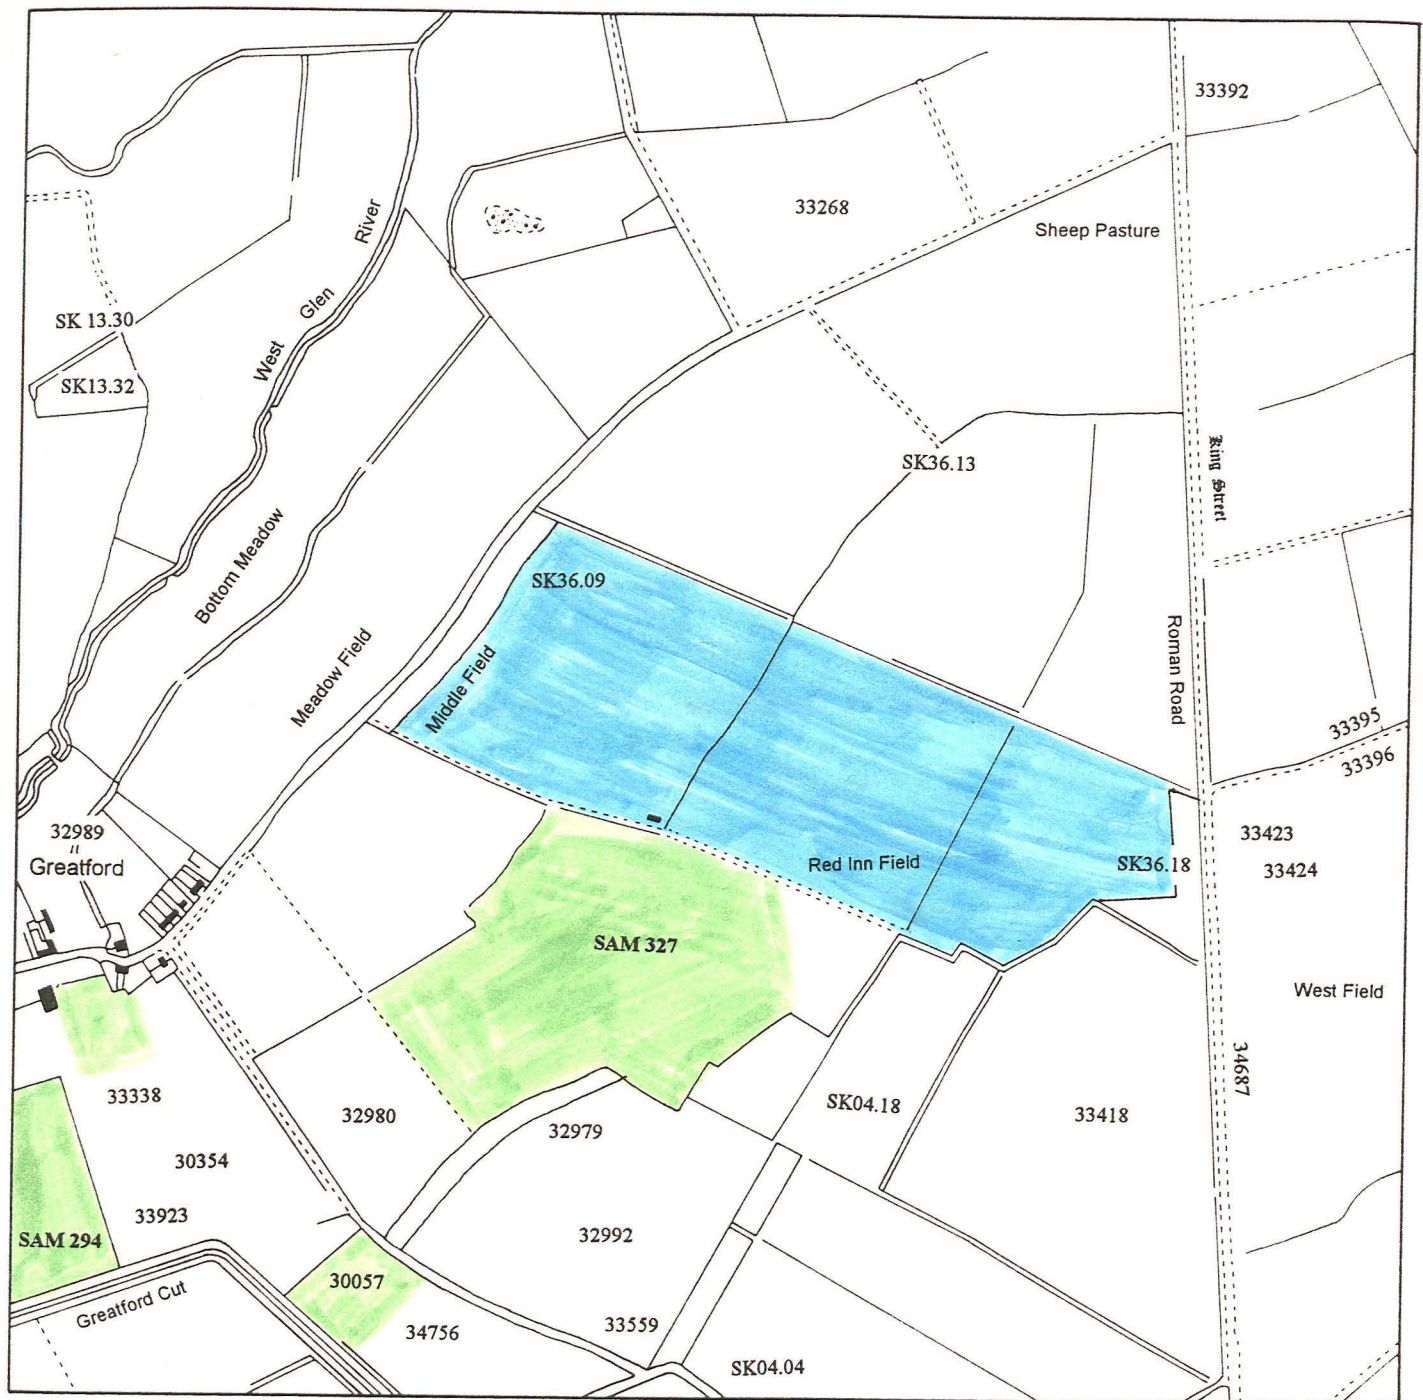 33392
River
33268
Sheep Pasture
Glen
SK 13.30
West
SK13.32
King Street
SK36.13
Bottom Meadow
SK36.09
Roman Road
Meadow Field
Middle Field
33395
33396
32989
Greatford
33423
Red Inn Field
SK36.18
33424
SAM 327
West Field
34687
33338
32980
SK04.18
33418
32979
30354
33923
SAM 294
32992
30057
Greatford Cut
34756
33559
SK04.04